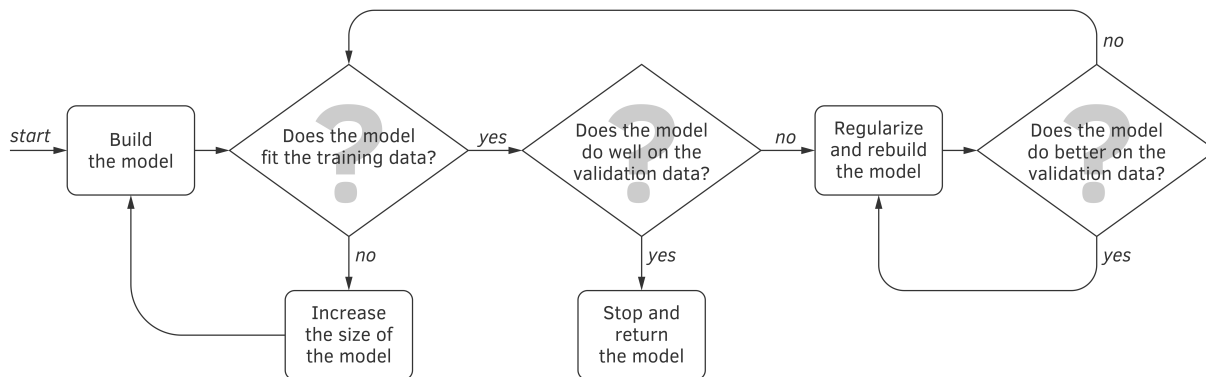 start
Build
the model
?
Does the model
fit the training data?
yes
no
Increase
the size of
the model
?
Does the model
do well on the
validation data?
no
yes
Stop and
return
the model
Regularize
and rebuild
the model
?
Does the model
do better on the
validation data?
no
yes